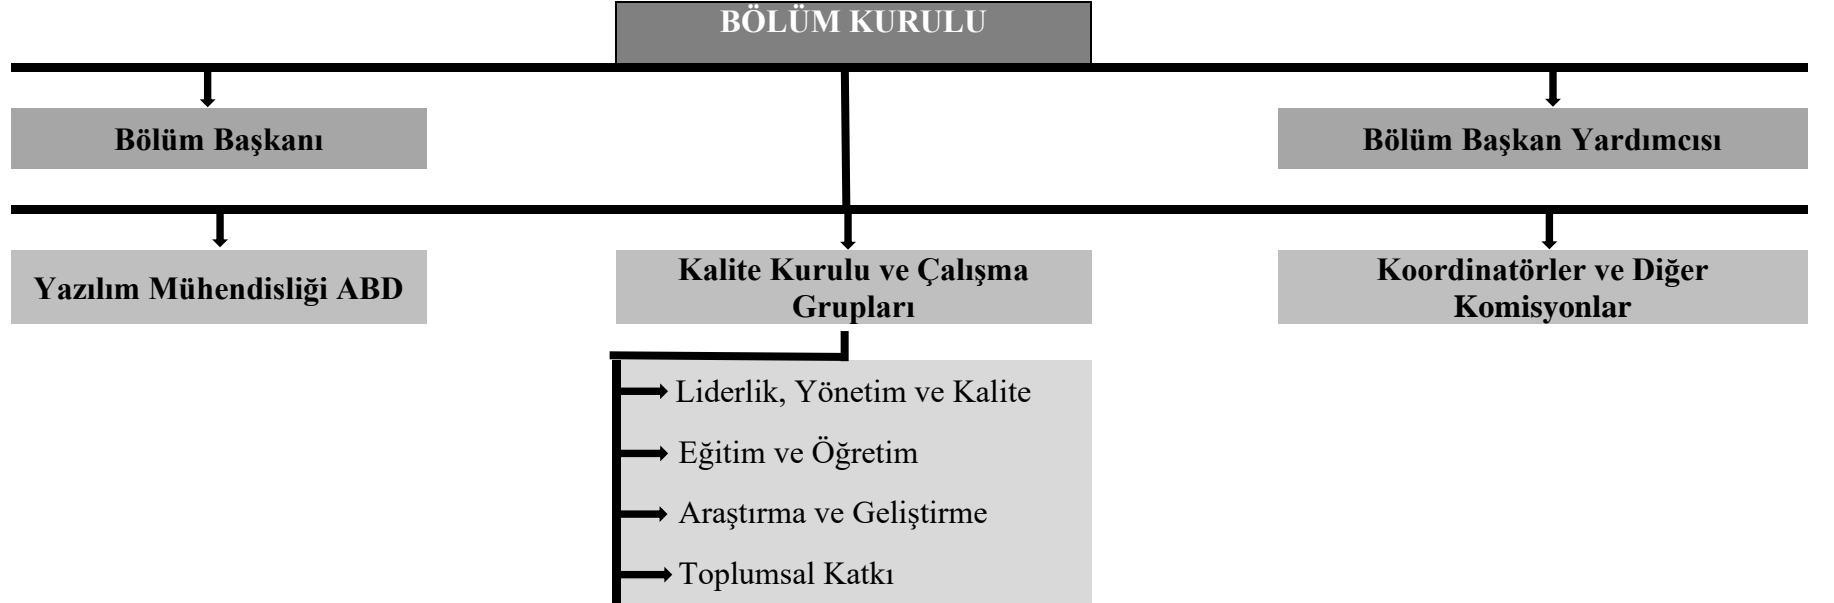 BÖLÜM KURULU
Bölüm Başkanı
Bölüm Başkan Yardımcısı
Yazılım Mühendisliği ABD
Kalite Kurulu ve Çalışma
Grupları
Koordinatörler ve Diğer
Komisyonlar
Liderlik, Yönetim ve Kalite
Eğitim ve Öğretim
Araştırma ve Geliştirme
Toplumsal Katkı